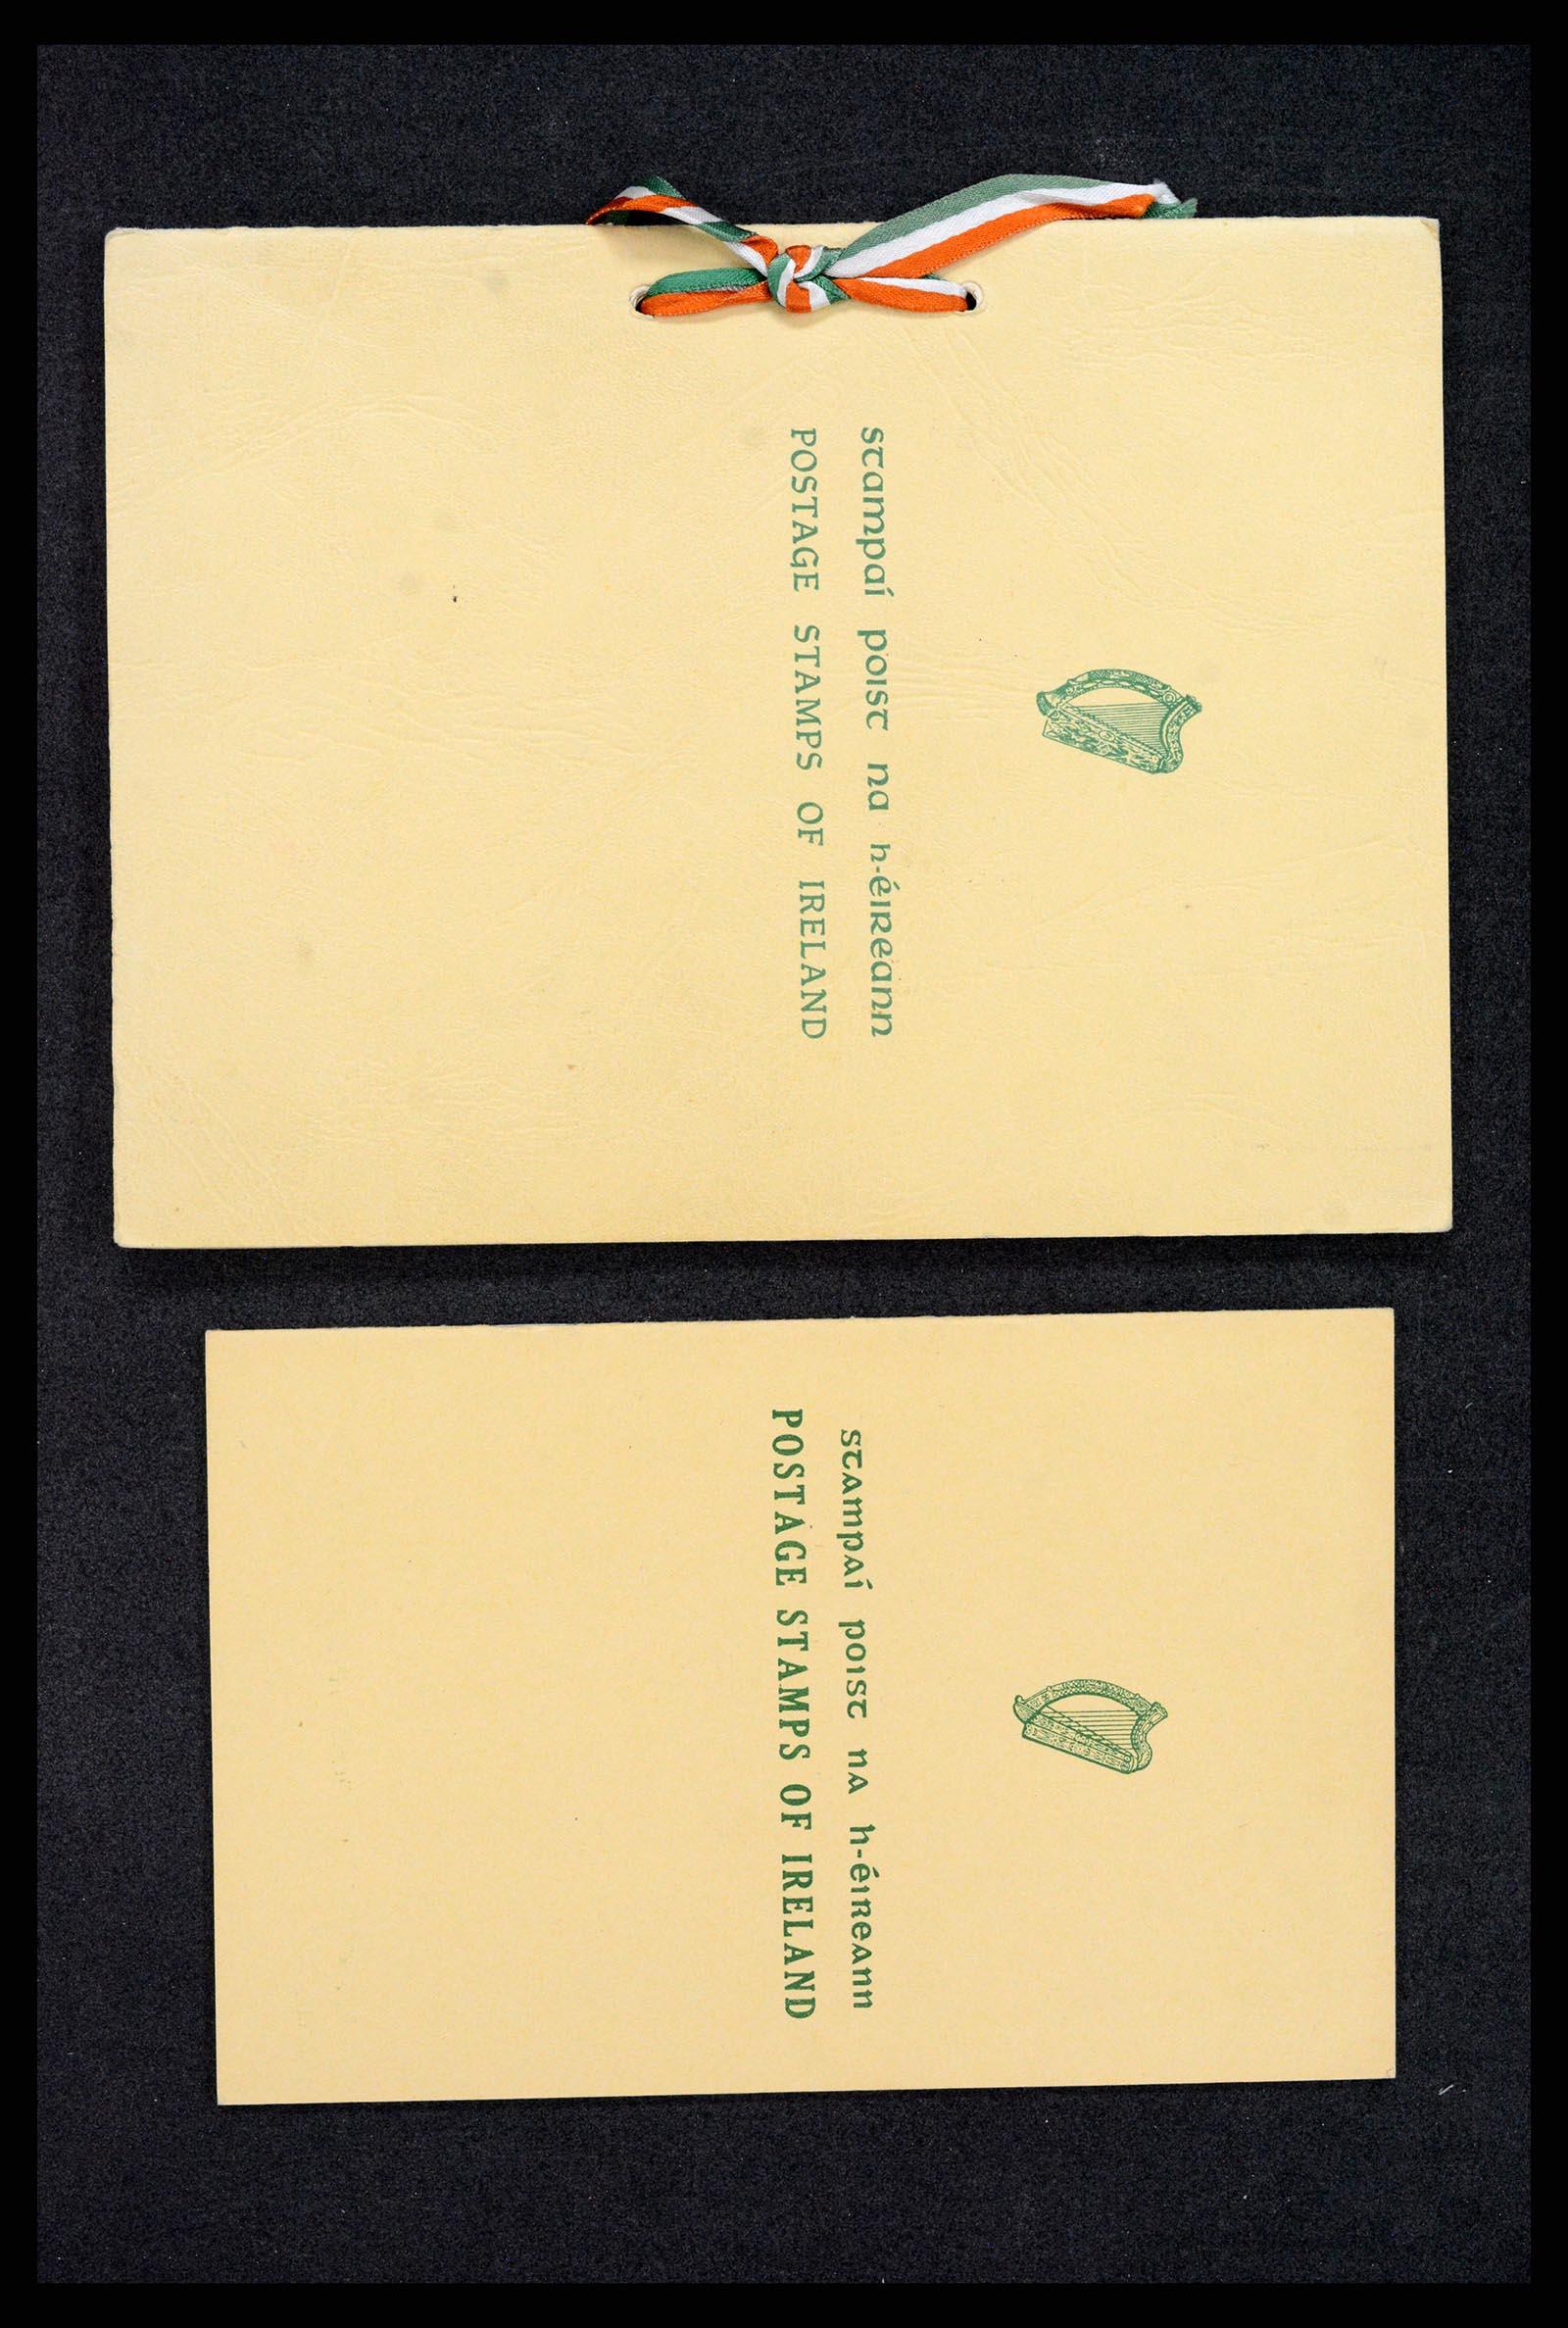 stampaí poist na h-éireann
POSTAGE STAMPS OF IRELAND
stampaí poist na h-éireann
POSTAGE STAMPS OF IRELAND